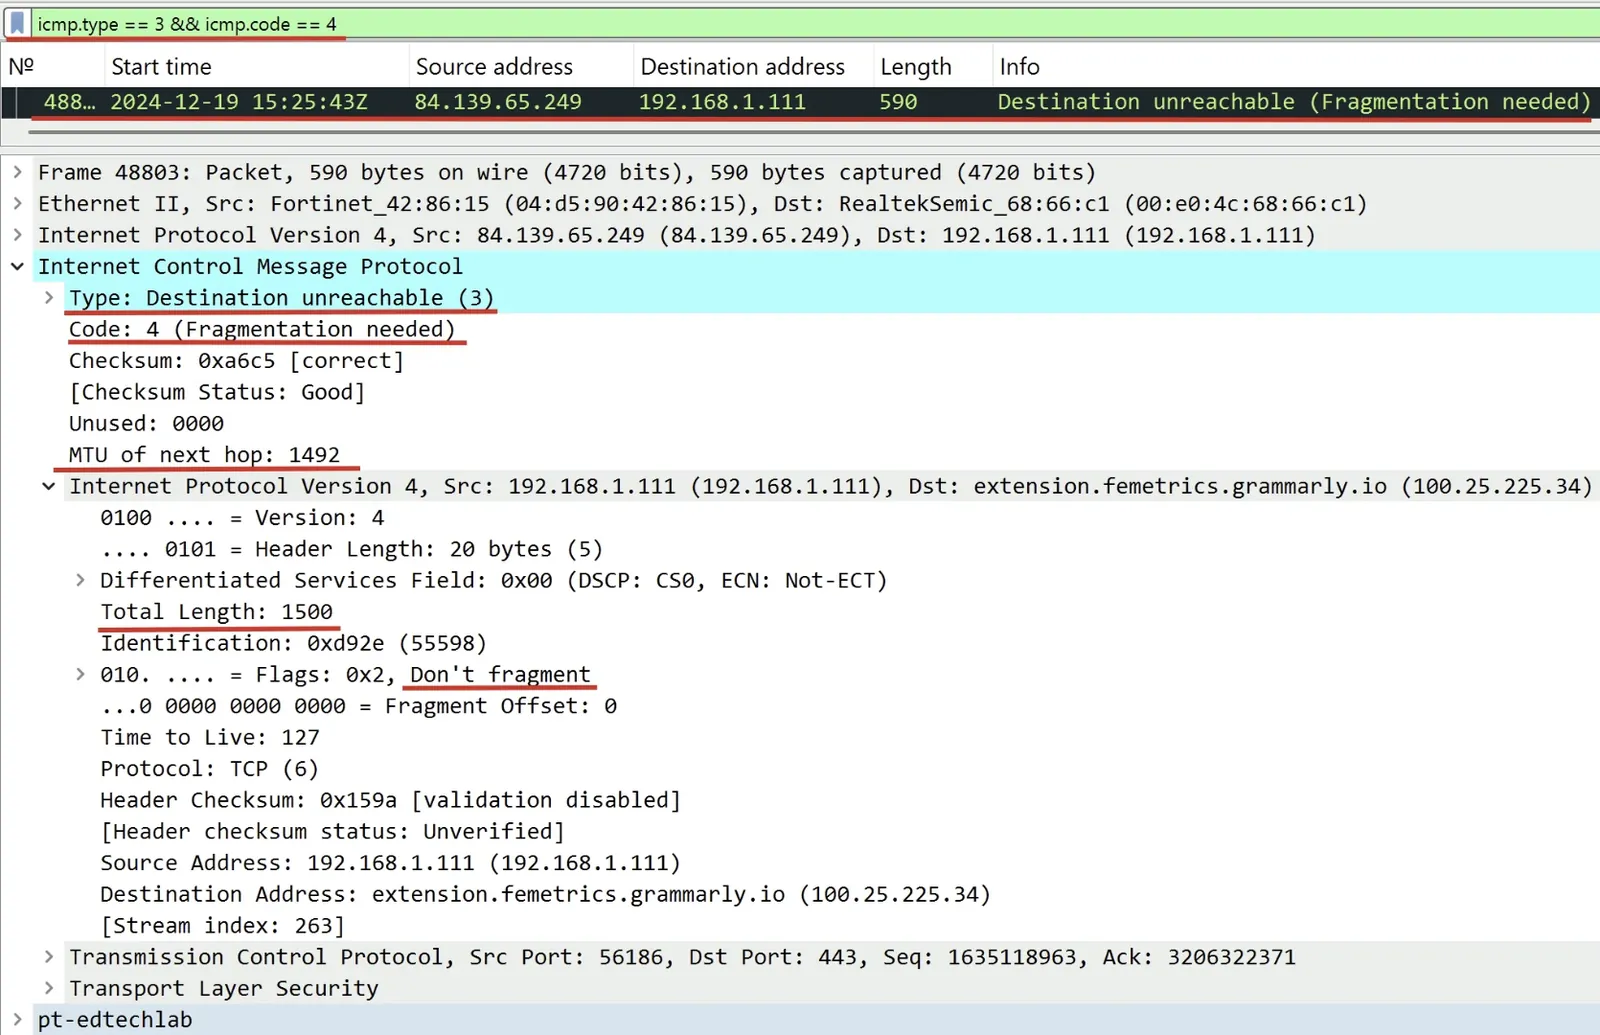 icmp.type == 3 && icmp.code == 4
Nº Start time Source address Destination address Length Info
488… 2024-12-19 15:25:43Z 84.139.65.249 192.168.1.111 590 Destination unreachable (Fragmentation needed)
Frame 48803: Packet, 590 bytes on wire (4720 bits), 590 bytes captured (4720 bits)
Ethernet II, Src: Fortinet_42:86:15 (04:d5:90:42:86:15), Dst: RealtekSemic_68:66:c1 (00:e0:4c:68:66:c1)
Internet Protocol Version 4, Src: 84.139.65.249 (84.139.65.249), Dst: 192.168.1.111 (192.168.1.111)
Internet Control Message Protocol
Type: Destination unreachable (3)
Code: 4 (Fragmentation needed)
Checksum: 0xa6c5 [correct]
[Checksum Status: Good]
Unused: 0000
MTU of next hop: 1492
Internet Protocol Version 4, Src: 192.168.1.111 (192.168.1.111), Dst: extension.femetrics.grammarly.io (100.25.225.34)
0100 .... = Version: 4
.... 0101 = Header Length: 20 bytes (5)
Differentiated Services Field: 0x00 (DSCP: CS0, ECN: Not-ECT)
Total Length: 1500
Identification: 0xd92e (55598)
010. .... = Flags: 0x2, Don't fragment
...0 0000 0000 0000 = Fragment Offset: 0
Time to Live: 127
Protocol: TCP (6)
Header Checksum: 0x159a [validation disabled]
[Header checksum status: Unverified]
Source Address: 192.168.1.111 (192.168.1.111)
Destination Address: extension.femetrics.grammarly.io (100.25.225.34)
[Stream index: 263]
Transmission Control Protocol, Src Port: 56186, Dst Port: 443, Seq: 1635118963, Ack: 3206322371
Transport Layer Security
pt-edtechlab